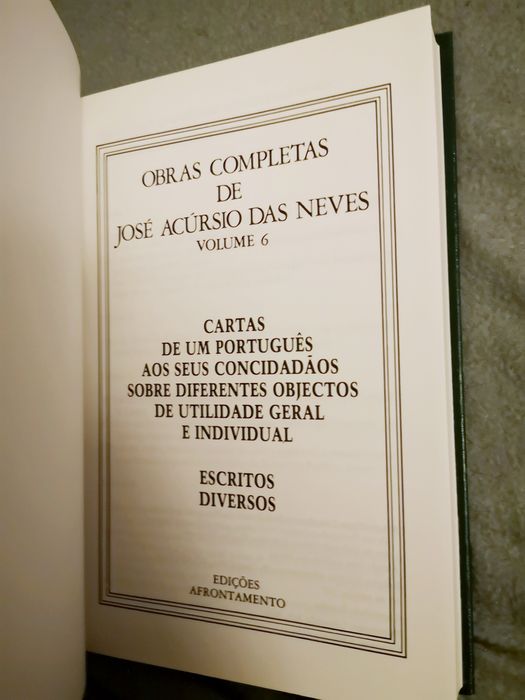 OBRAS COMPLETAS
DE
JOSÉ ACÚRSIO DAS NEVES
VOLUME 6
CARTAS
DE UM PORTUGUÊS
AOS SEUS CONCIDADÃOS
SOBRE DIFERENTES OBJECTOS
DE UTILIDADE GERAL
E INDIVIDUAL
ESCRITOS
DIVERSOS
EDIÇÕES
AFRONTAMENTO